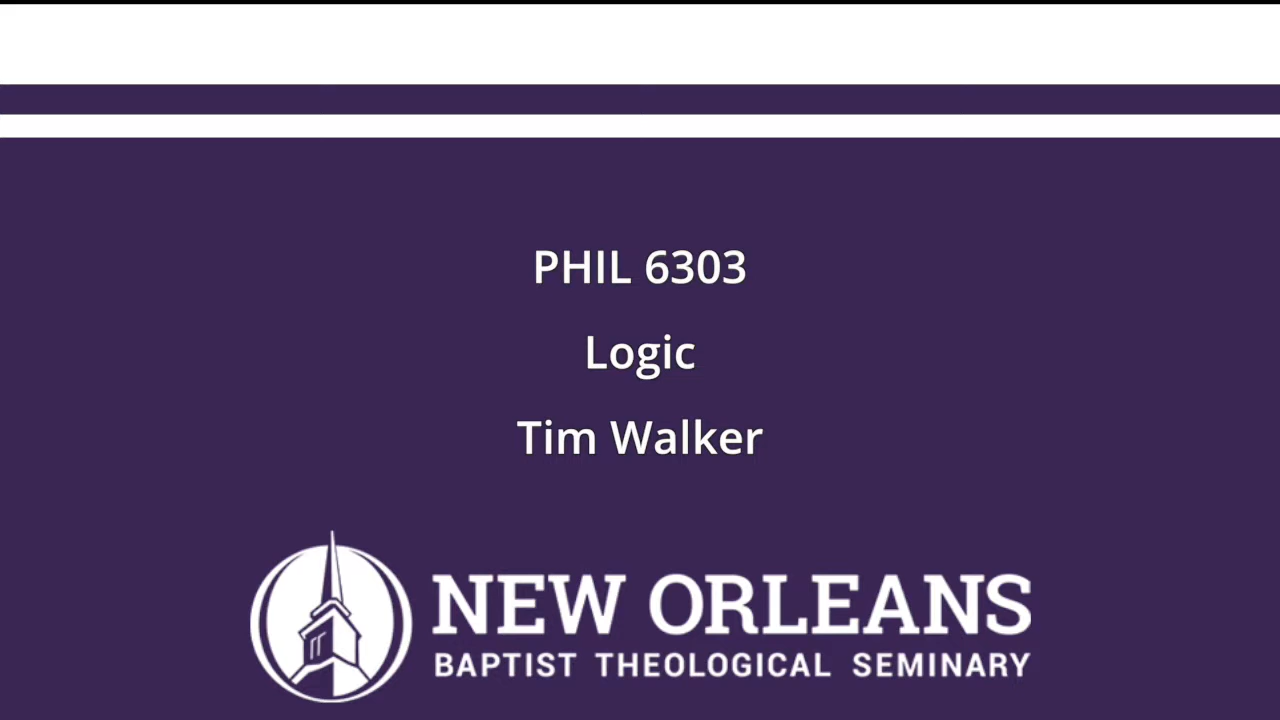 PHIL 6303
Logic
Tim Walker
NEW ORLEANS
BAPTIST THEOLOGICAL SEMINARY